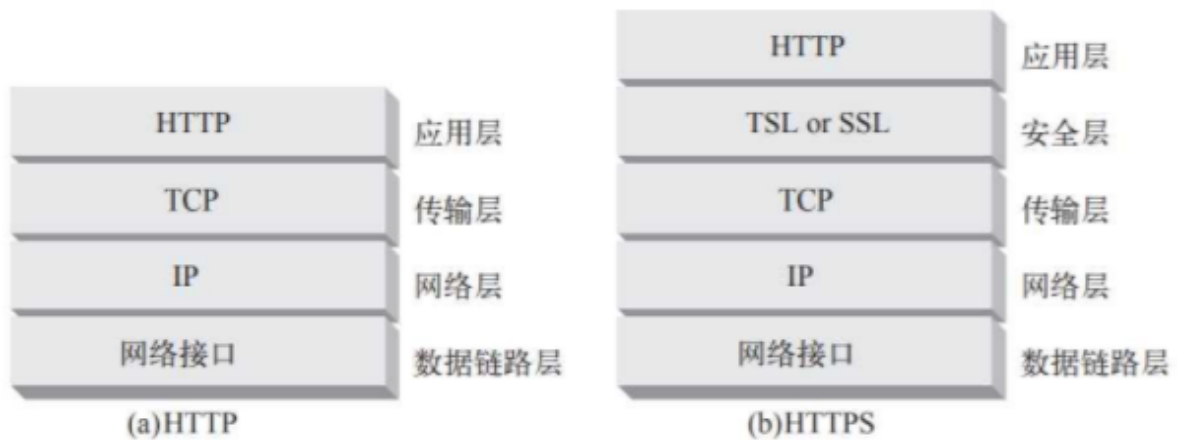 HTTP 应用层
TCP 传输层
IP 网络层
网络接口 数据链路层
(a)HTTP
HTTP 应用层
TSL or SSL 安全层
TCP 传输层
IP 网络层
网络接口 数据链路层
(b)HTTPS